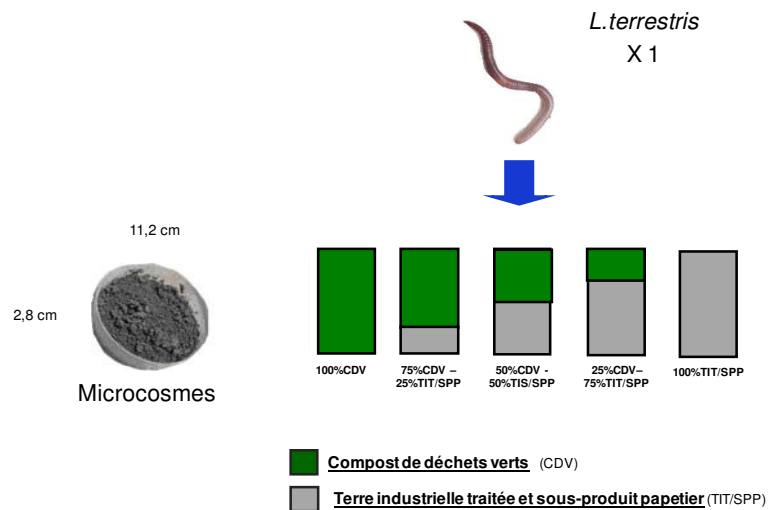 L.terrestris
X 1
11,2 cm
2,8 cm
Microcosmes
100%CDV
75%CDV –
25%TIT/SPP
50%CDV -
50%TIS/SPP
25%CDV–
75%TIT/SPP
100%TIT/SPP
Compost de déchets verts (CDV)
Terre industrielle traitée et sous-produit papetier (TIT/SPP)